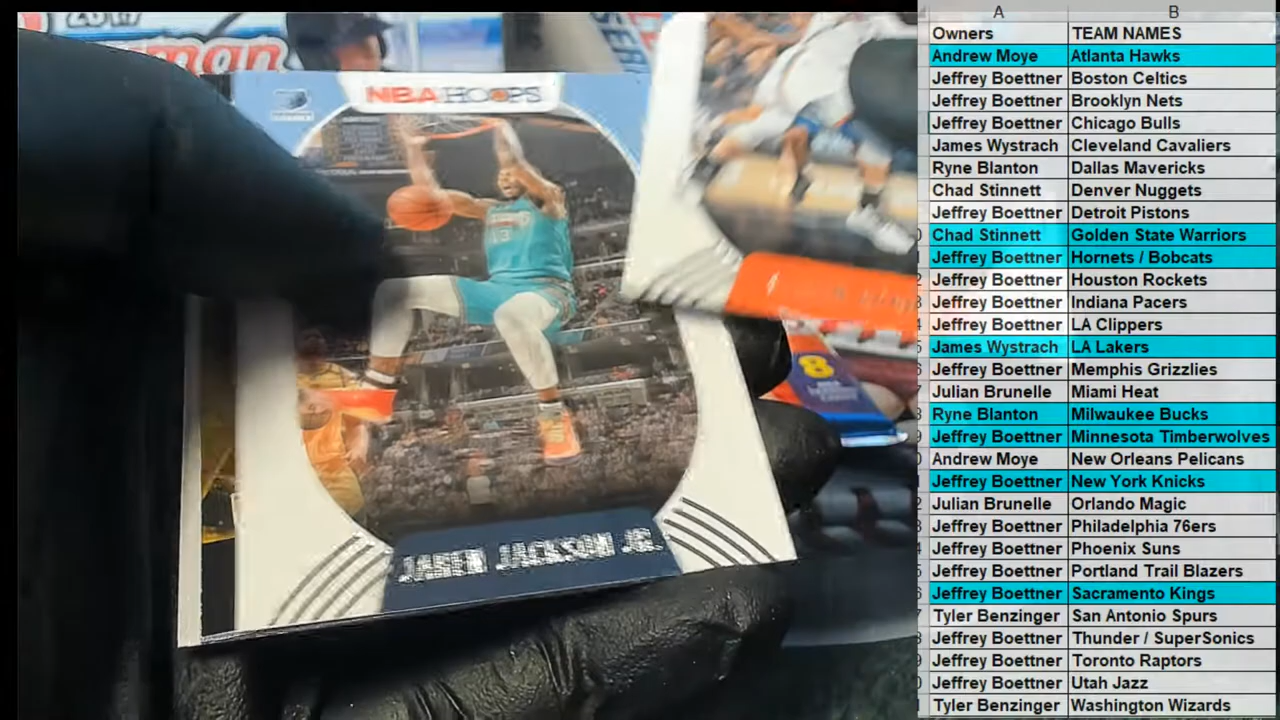 2017
NBA HOOPS
13
8
JAREN JACKSON JR.
A B
Owners TEAM NAMES
Andrew Moye Atlanta Hawks
Jeffrey Boettner Boston Celtics
Jeffrey Boettner Brooklyn Nets
Jeffrey Boettner Chicago Bulls
James Wystrach Cleveland Cavaliers
Ryne Blanton Dallas Mavericks
Chad Stinnett Denver Nuggets
Jeffrey Boettner Detroit Pistons
Chad Stinnett Golden State Warriors
Jeffrey Boettner Hornets / Bobcats
Jeffrey Boettner Houston Rockets
Jeffrey Boettner Indiana Pacers
Jeffrey Boettner LA Clippers
James Wystrach LA Lakers
Jeffrey Boettner Memphis Grizzlies
Julian Brunelle Miami Heat
Ryne Blanton Milwaukee Bucks
Jeffrey Boettner Minnesota Timberwolves
Andrew Moye New Orleans Pelicans
Jeffrey Boettner New York Knicks
Julian Brunelle Orlando Magic
Jeffrey Boettner Philadelphia 76ers
Jeffrey Boettner Phoenix Suns
Jeffrey Boettner Portland Trail Blazers
Jeffrey Boettner Sacramento Kings
Tyler Benzinger San Antonio Spurs
Jeffrey Boettner Thunder / SuperSonics
Jeffrey Boettner Toronto Raptors
Jeffrey Boettner Utah Jazz
Tyler Benzinger Washington Wizards